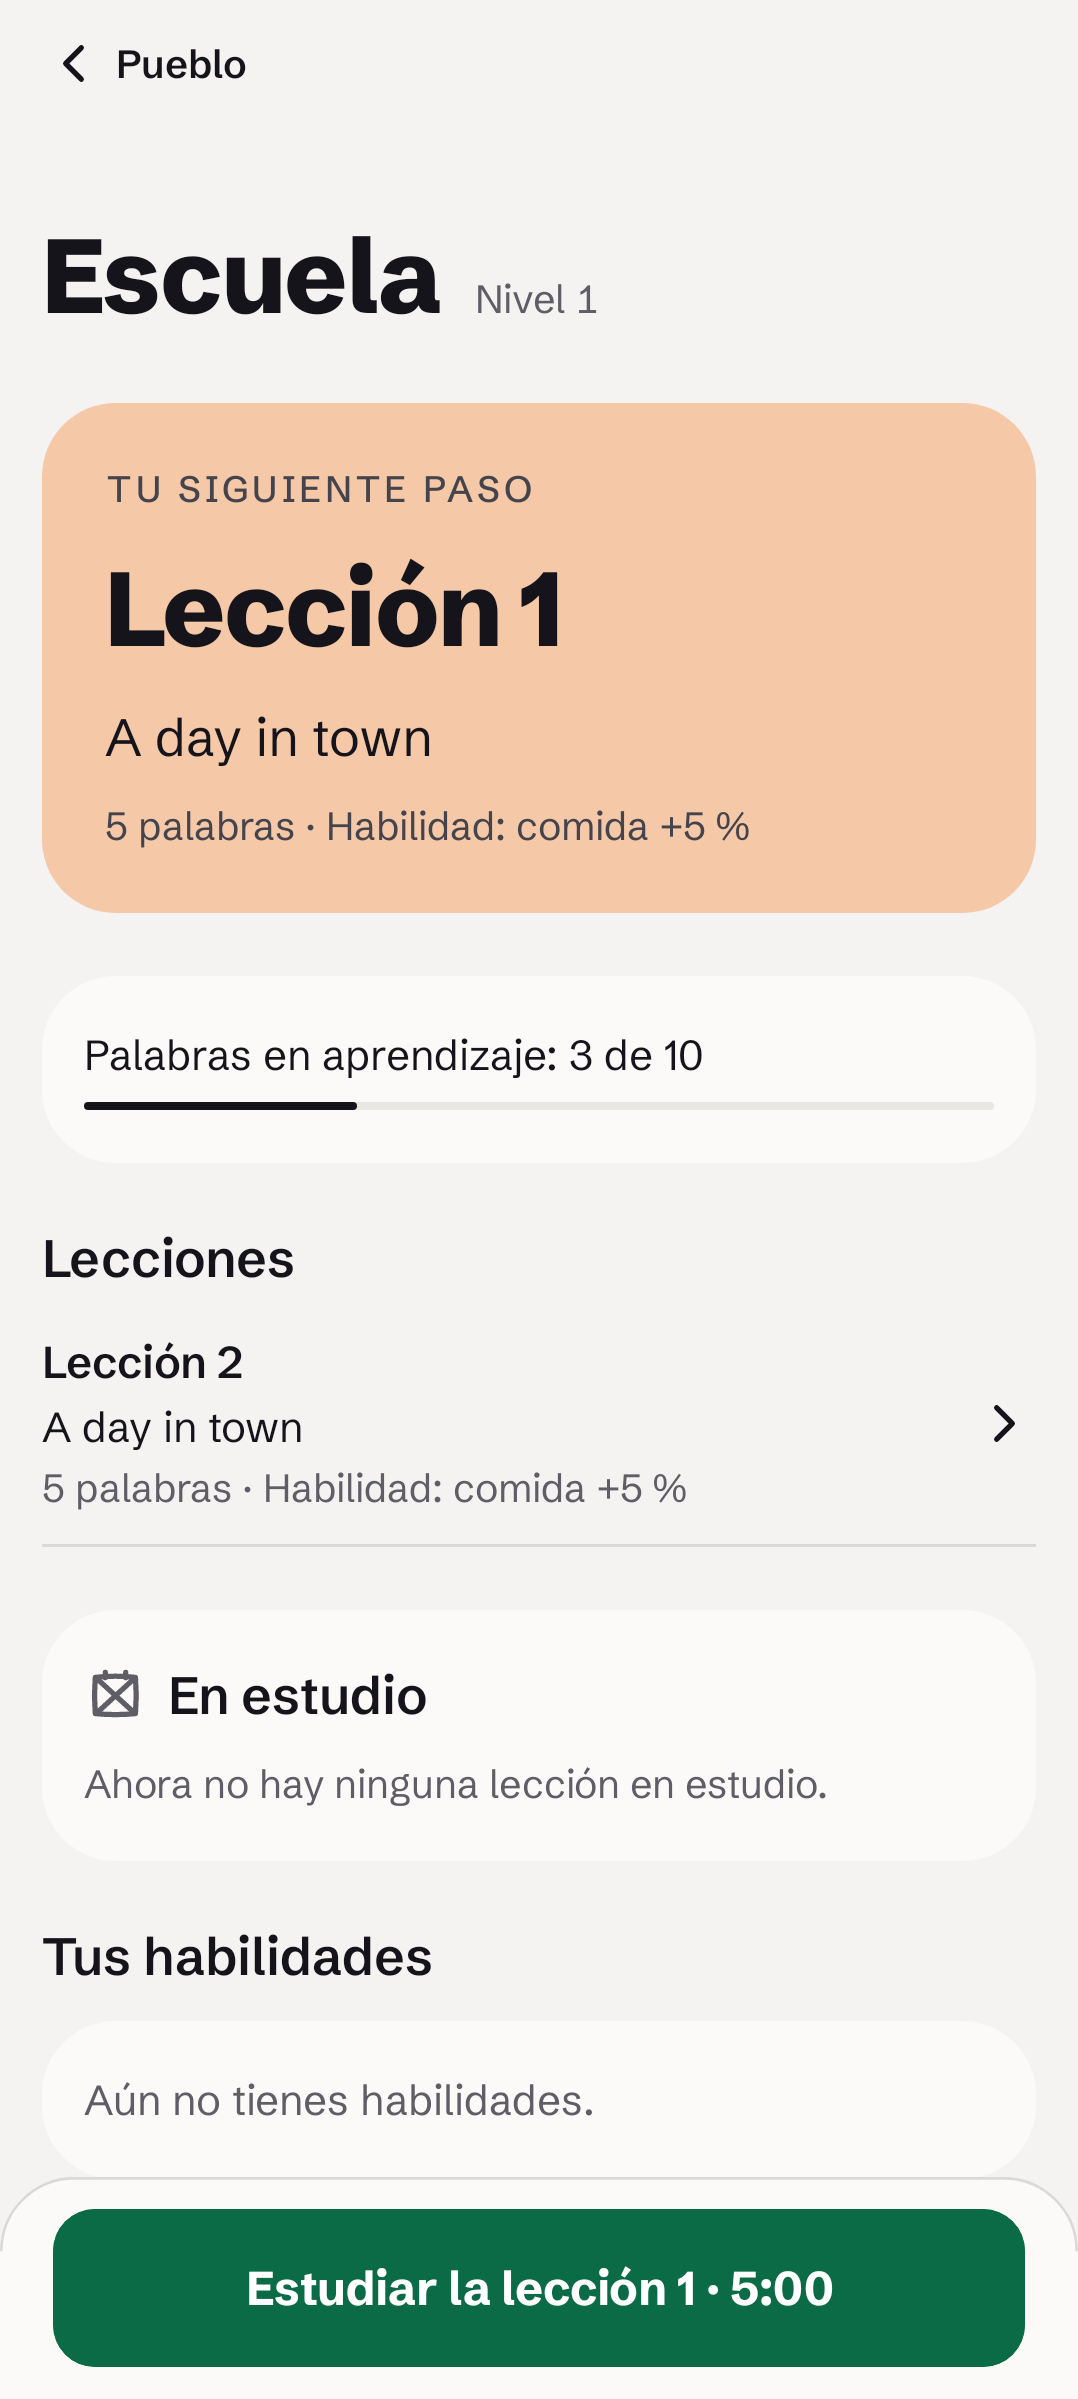 Pueblo
Escuela Nivel 1
TU SIGUIENTE PASO
Lección 1
A day in town
5 palabras · Habilidad: comida +5 %
Palabras en aprendizaje: 3 de 10
Lecciones
Lección 2
A day in town
5 palabras · Habilidad: comida +5 %
En estudio
Ahora no hay ninguna lección en estudio.
Tus habilidades
Aún no tienes habilidades.
Estudiar la lección 1 · 5:00